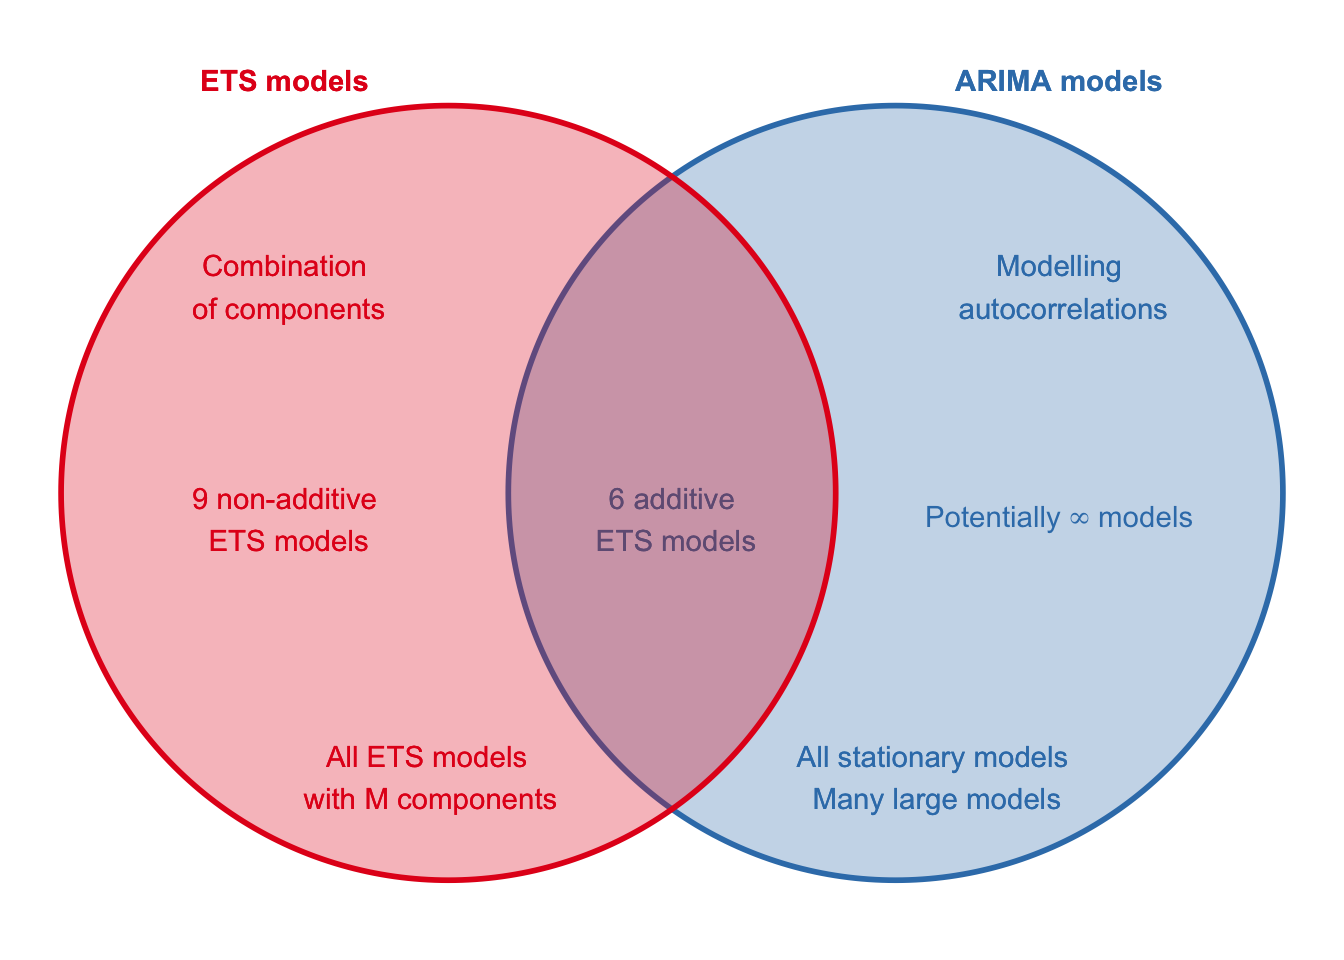 ETS models
ARIMA models
Combination
of components
Modelling
autocorrelations
9 non-additive
ETS models
6 additive
ETS models
Potentially ∞ models
All ETS models
with M components
All stationary models
Many large models